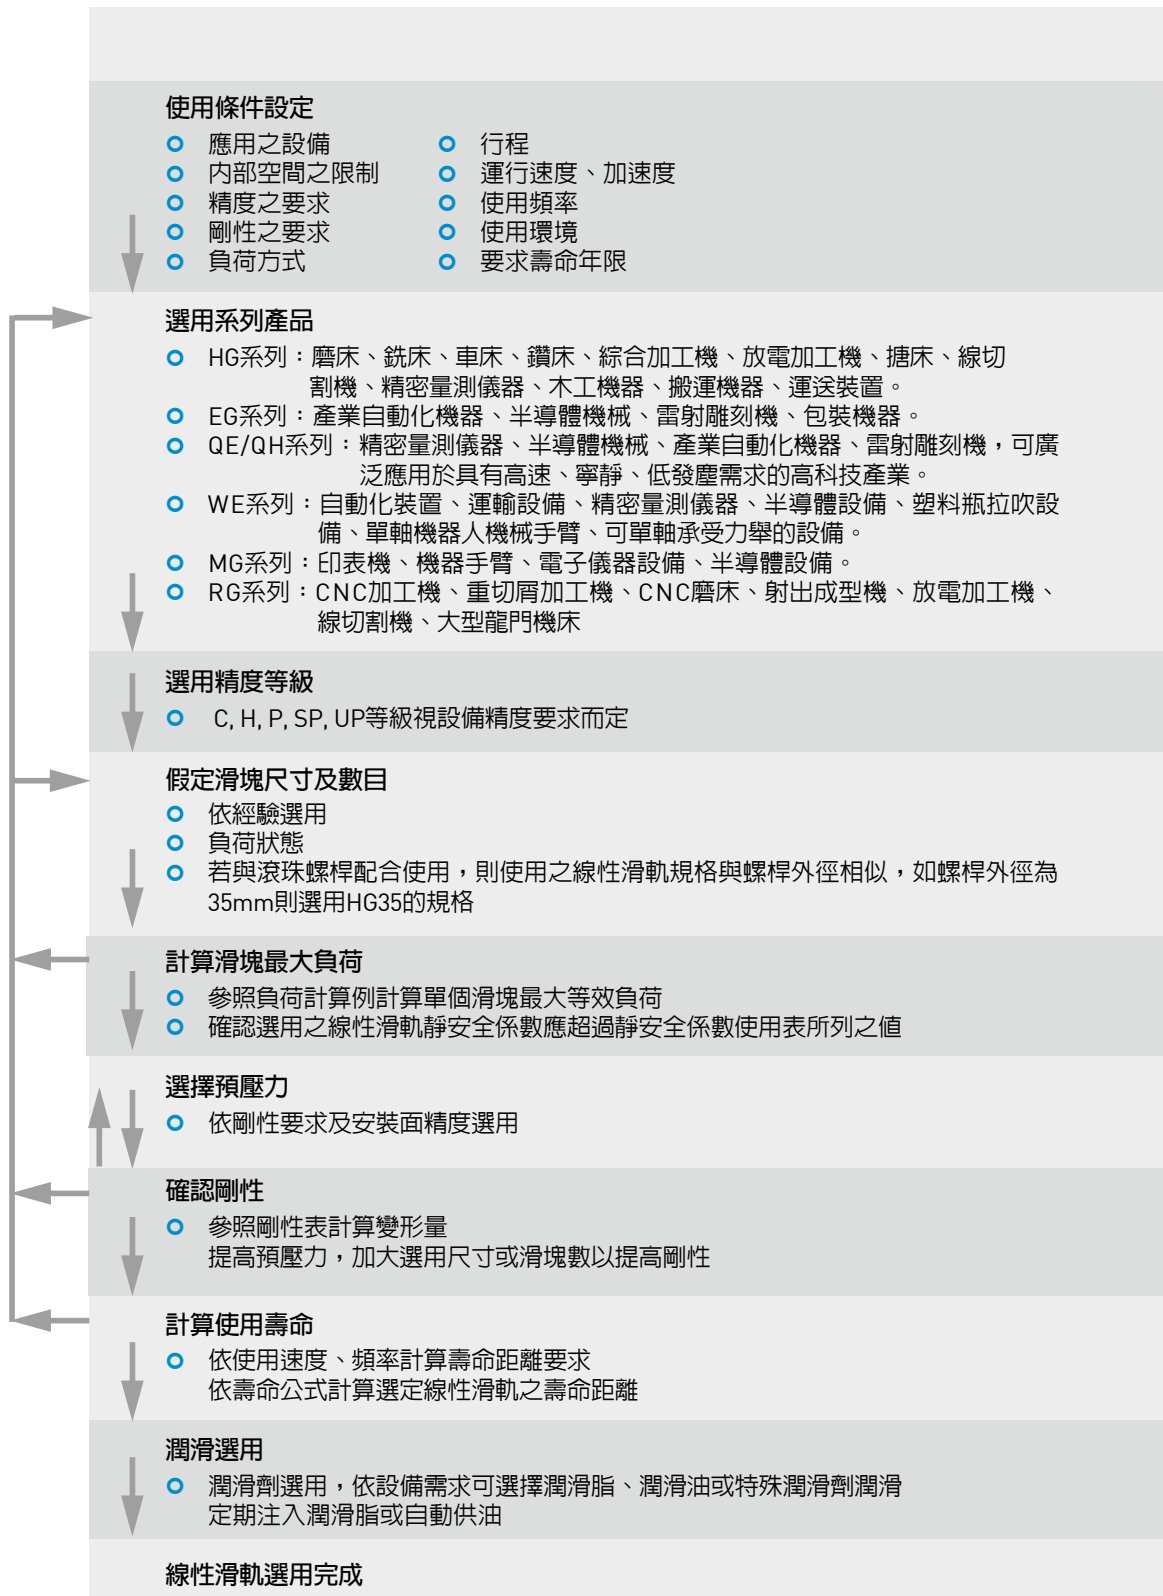 使用條件設定
應用之設備
內部空間之限制
精度之要求
剛性之要求
負荷方式
行程
運行速度、加速度
使用頻率
使用環境
要求壽命年限
選用系列產品
HG系列：磨床、銑床、車床、鑽床、綜合加工機、放電加工機、搪床、線切
割機、精密量測儀器、木工機器、搬運機器、運送裝置。
EG系列：產業自動化機器、半導體機械、雷射雕刻機、包裝機器。
QE/QH系列：精密量測儀器、半導體機械、產業自動化機器、雷射雕刻機，可廣
泛應用於具有高速、寧靜、低發塵需求的高科技產業。
WE系列：自動化裝置、運輸設備、精密量測儀器、半導體設備、塑料瓶拉吹設
備、單軸機器人機械手臂、可單軸承受力舉的設備。
MG系列：印表機、機器手臂、電子儀器設備、半導體設備。
RG系列：CNC加工機、重切屑加工機、CNC磨床、射出成型機、放電加工機、
線切割機、大型龍門機床
選用精度等級
C, H, P, SP, UP等級視設備精度要求而定
假定滑塊尺寸及數目
依經驗選用
負荷狀態
若與滾珠螺桿配合使用，則使用之線性滑軌規格與螺桿外徑相似，如螺桿外徑為
35mm則選用HG35的規格
計算滑塊最大負荷
參照負荷計算例計算單個滑塊最大等效負荷
確認選用之線性滑軌靜安全係數應超過靜安全係數使用表所列之值
選擇預壓力
依剛性要求及安裝面精度選用
確認剛性
參照剛性表計算變形量
提高預壓力，加大選用尺寸或滑塊數以提高剛性
計算使用壽命
依使用速度、頻率計算壽命距離要求
依壽命公式計算選定線性滑軌之壽命距離
潤滑選用
潤滑劑選用，依設備需求可選擇潤滑脂、潤滑油或特殊潤滑劑潤滑
定期注入潤滑脂或自動供油
線性滑軌選用完成